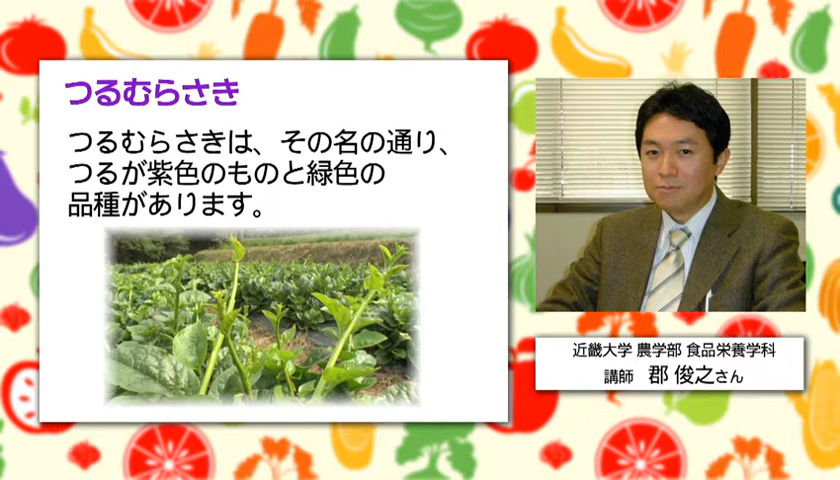 つるむらさき
つるむらさきは、その名の通り、
つるが紫色のものと緑色の
品種があります。
近畿大学 農学部 食品栄養学科
講師　郡 俊之さん